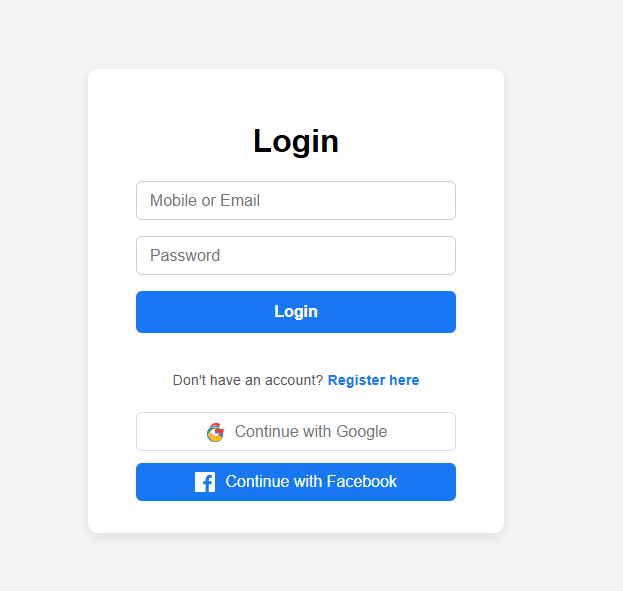 Login
Mobile or Email
Password
Login
Don't have an account? Register here
Continue with Google
Continue with Facebook